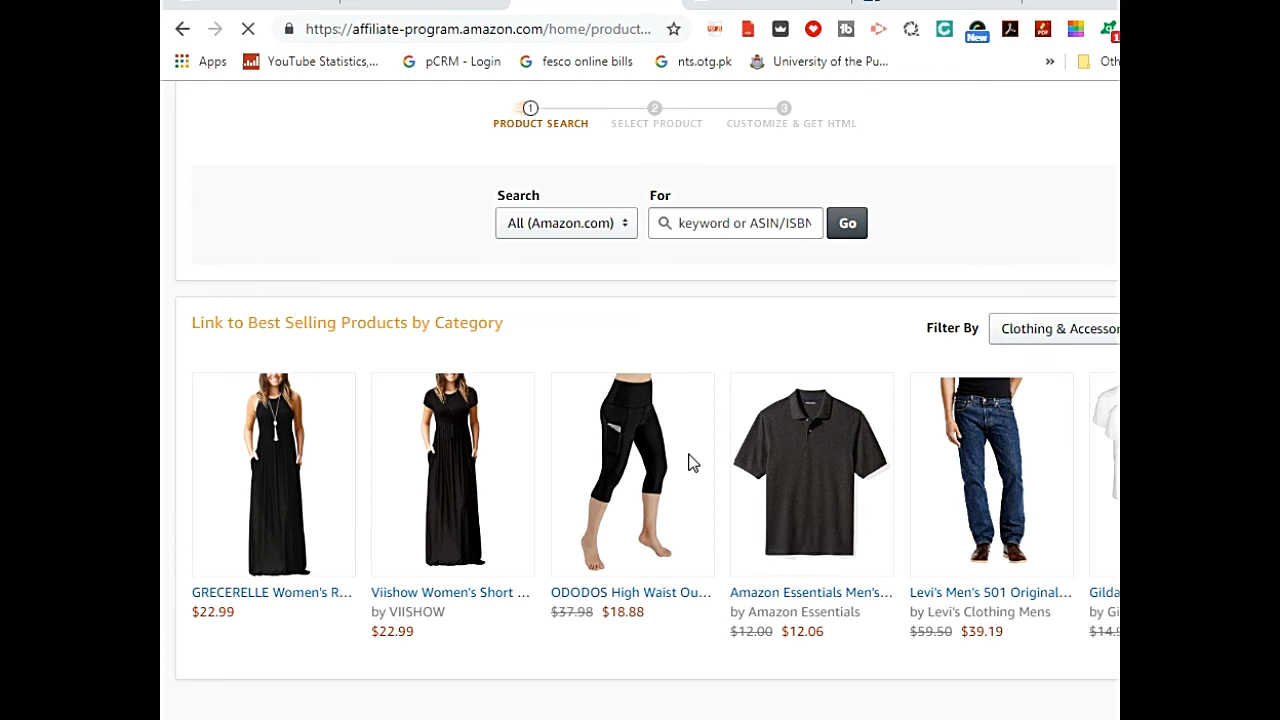 https://affiliate-program.amazon.com/home/product...
New
1
Apps YouTube Statistics,... pCRM - Login fesco online bills nts.otg.pk University of the Pu... » Oth
1 2 3
PRODUCT SEARCH SELECT PRODUCT CUSTOMIZE & GET HTML
Search For
All (Amazon.com) keyword or ASIN/ISBN Go
Link to Best Selling Products by Category
Filter By Clothing & Accessor
GRECERELLE Women's R... Viishow Women's Short ... ODODOS High Waist Ou... Amazon Essentials Men's... Levi's Men's 501 Original... Gilda
$22.99 by VIISHOW $37.98 $18.88 by Amazon Essentials by Levi's Clothing Mens by Gi
$22.99 $12.00 $12.06 $59.50 $39.19 $14.9